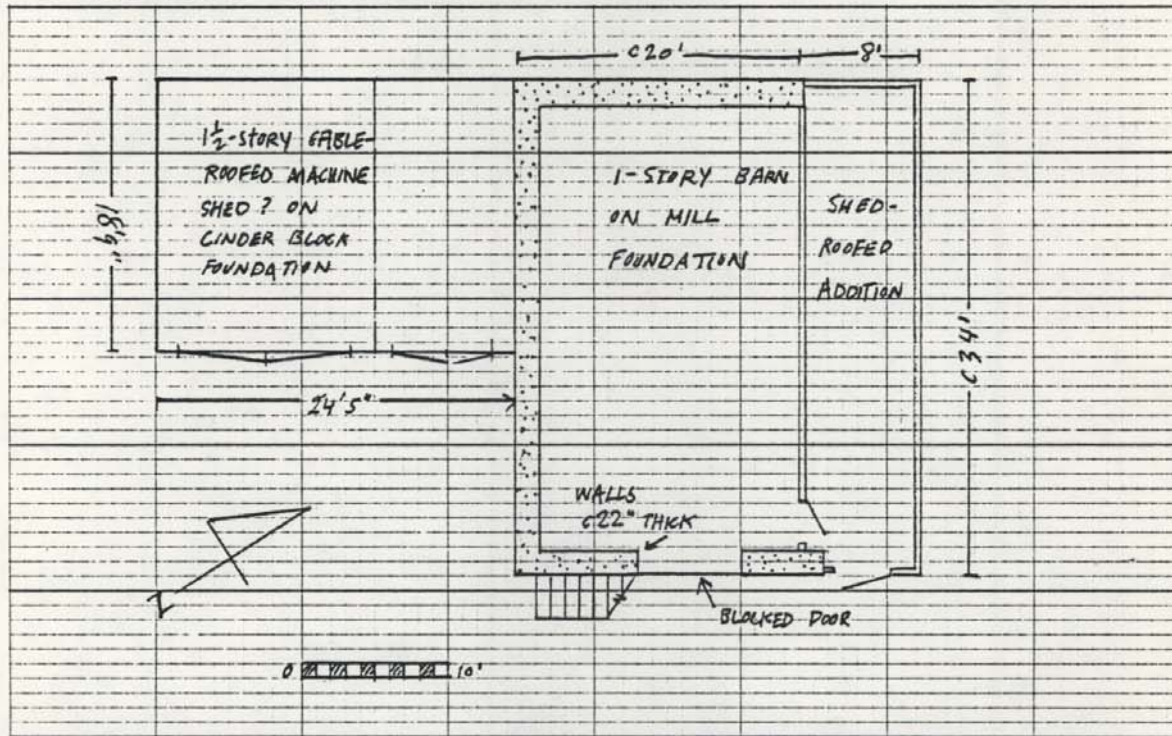 c20'
8'
1½-STORY GABLE-
ROOFED MACHINE
SHED ? ON
CINDER BLOCK
FOUNDATION
1-STORY BARN
ON MILL
FOUNDATION
SHED-
ROOFED
ADDITION
18'9"
c34'
24'5"
WALLS
c22" THICK
BLOCKED DOOR
N
0
10'